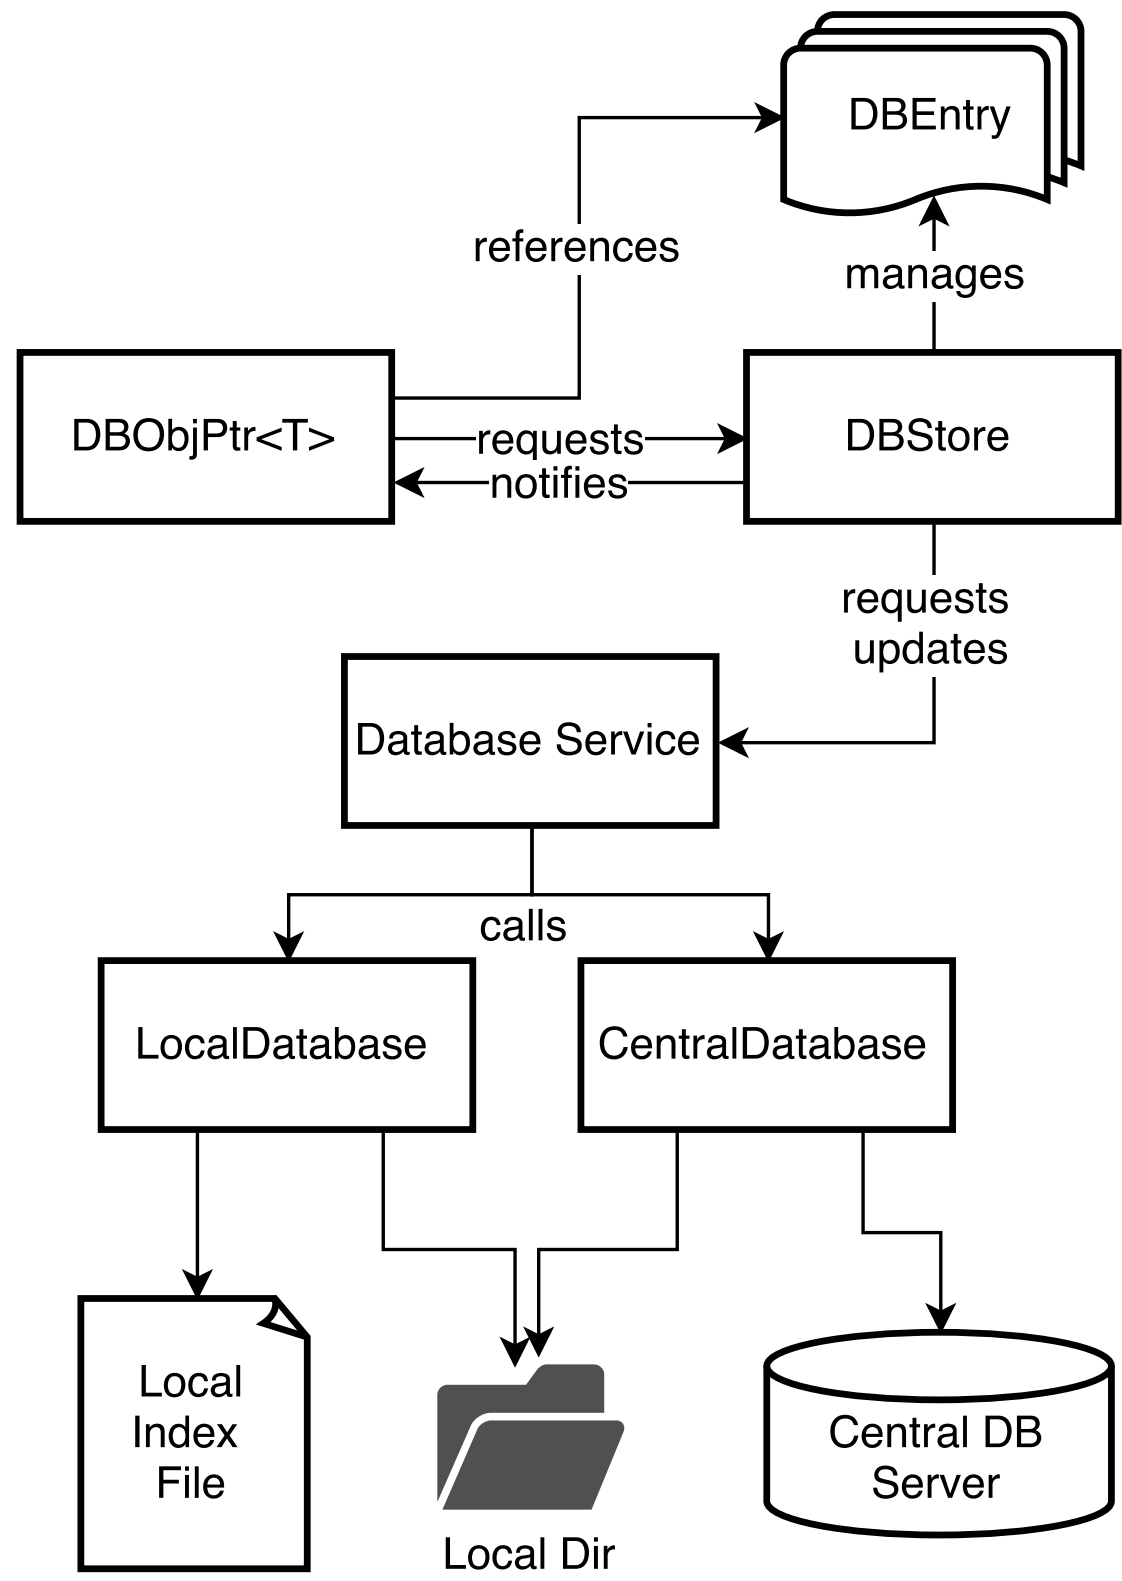 DBEntry
references
manages
DBObjPtr<T>
requests
notifies
DBStore
requests
updates
Database Service
calls
LocalDatabase
CentralDatabase
Local
Index
File
Local Dir
Central DB
Server